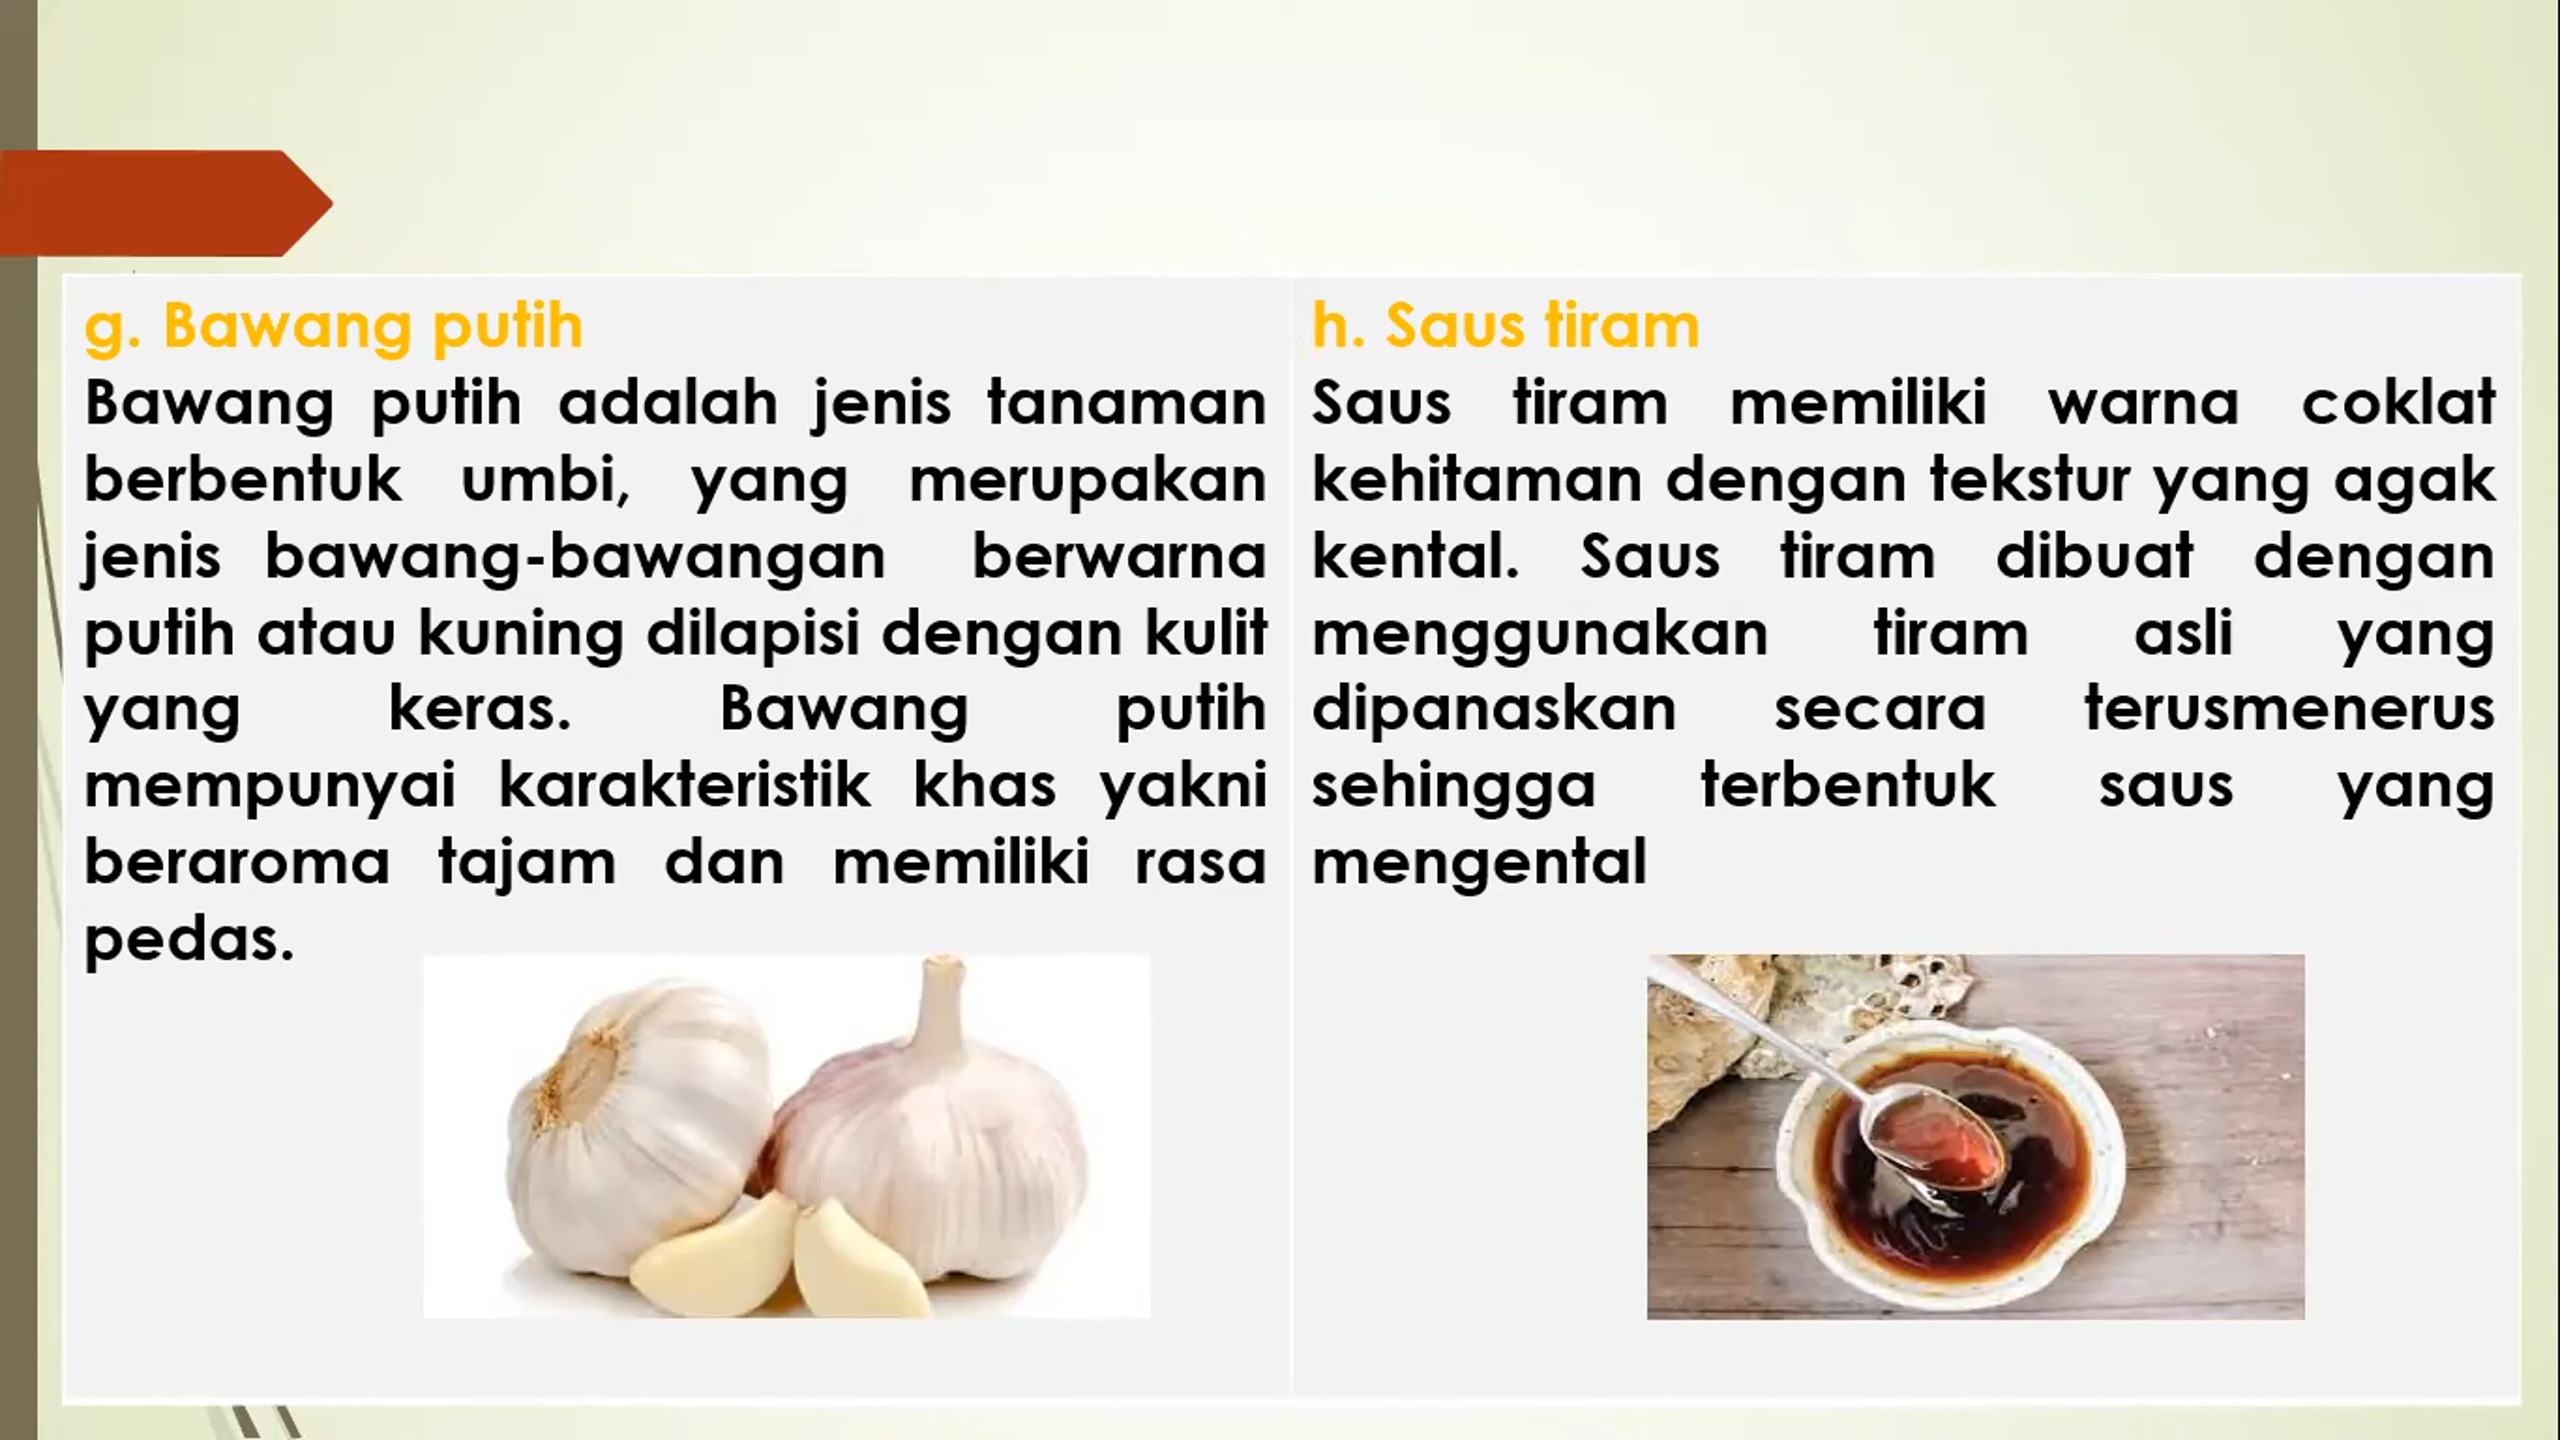 g. Bawang putih
Bawang putih adalah jenis tanaman
berbentuk umbi, yang merupakan
jenis bawang-bawangan berwarna
putih atau kuning dilapisi dengan kulit
yang keras. Bawang putih
mempunyai karakteristik khas yakni
beraroma tajam dan memiliki rasa
pedas.
h. Saus tiram
Saus tiram memiliki warna coklat
kehitaman dengan tekstur yang agak
kental. Saus tiram dibuat dengan
menggunakan tiram asli yang
dipanaskan secara terusmenerus
sehingga terbentuk saus yang
mengental